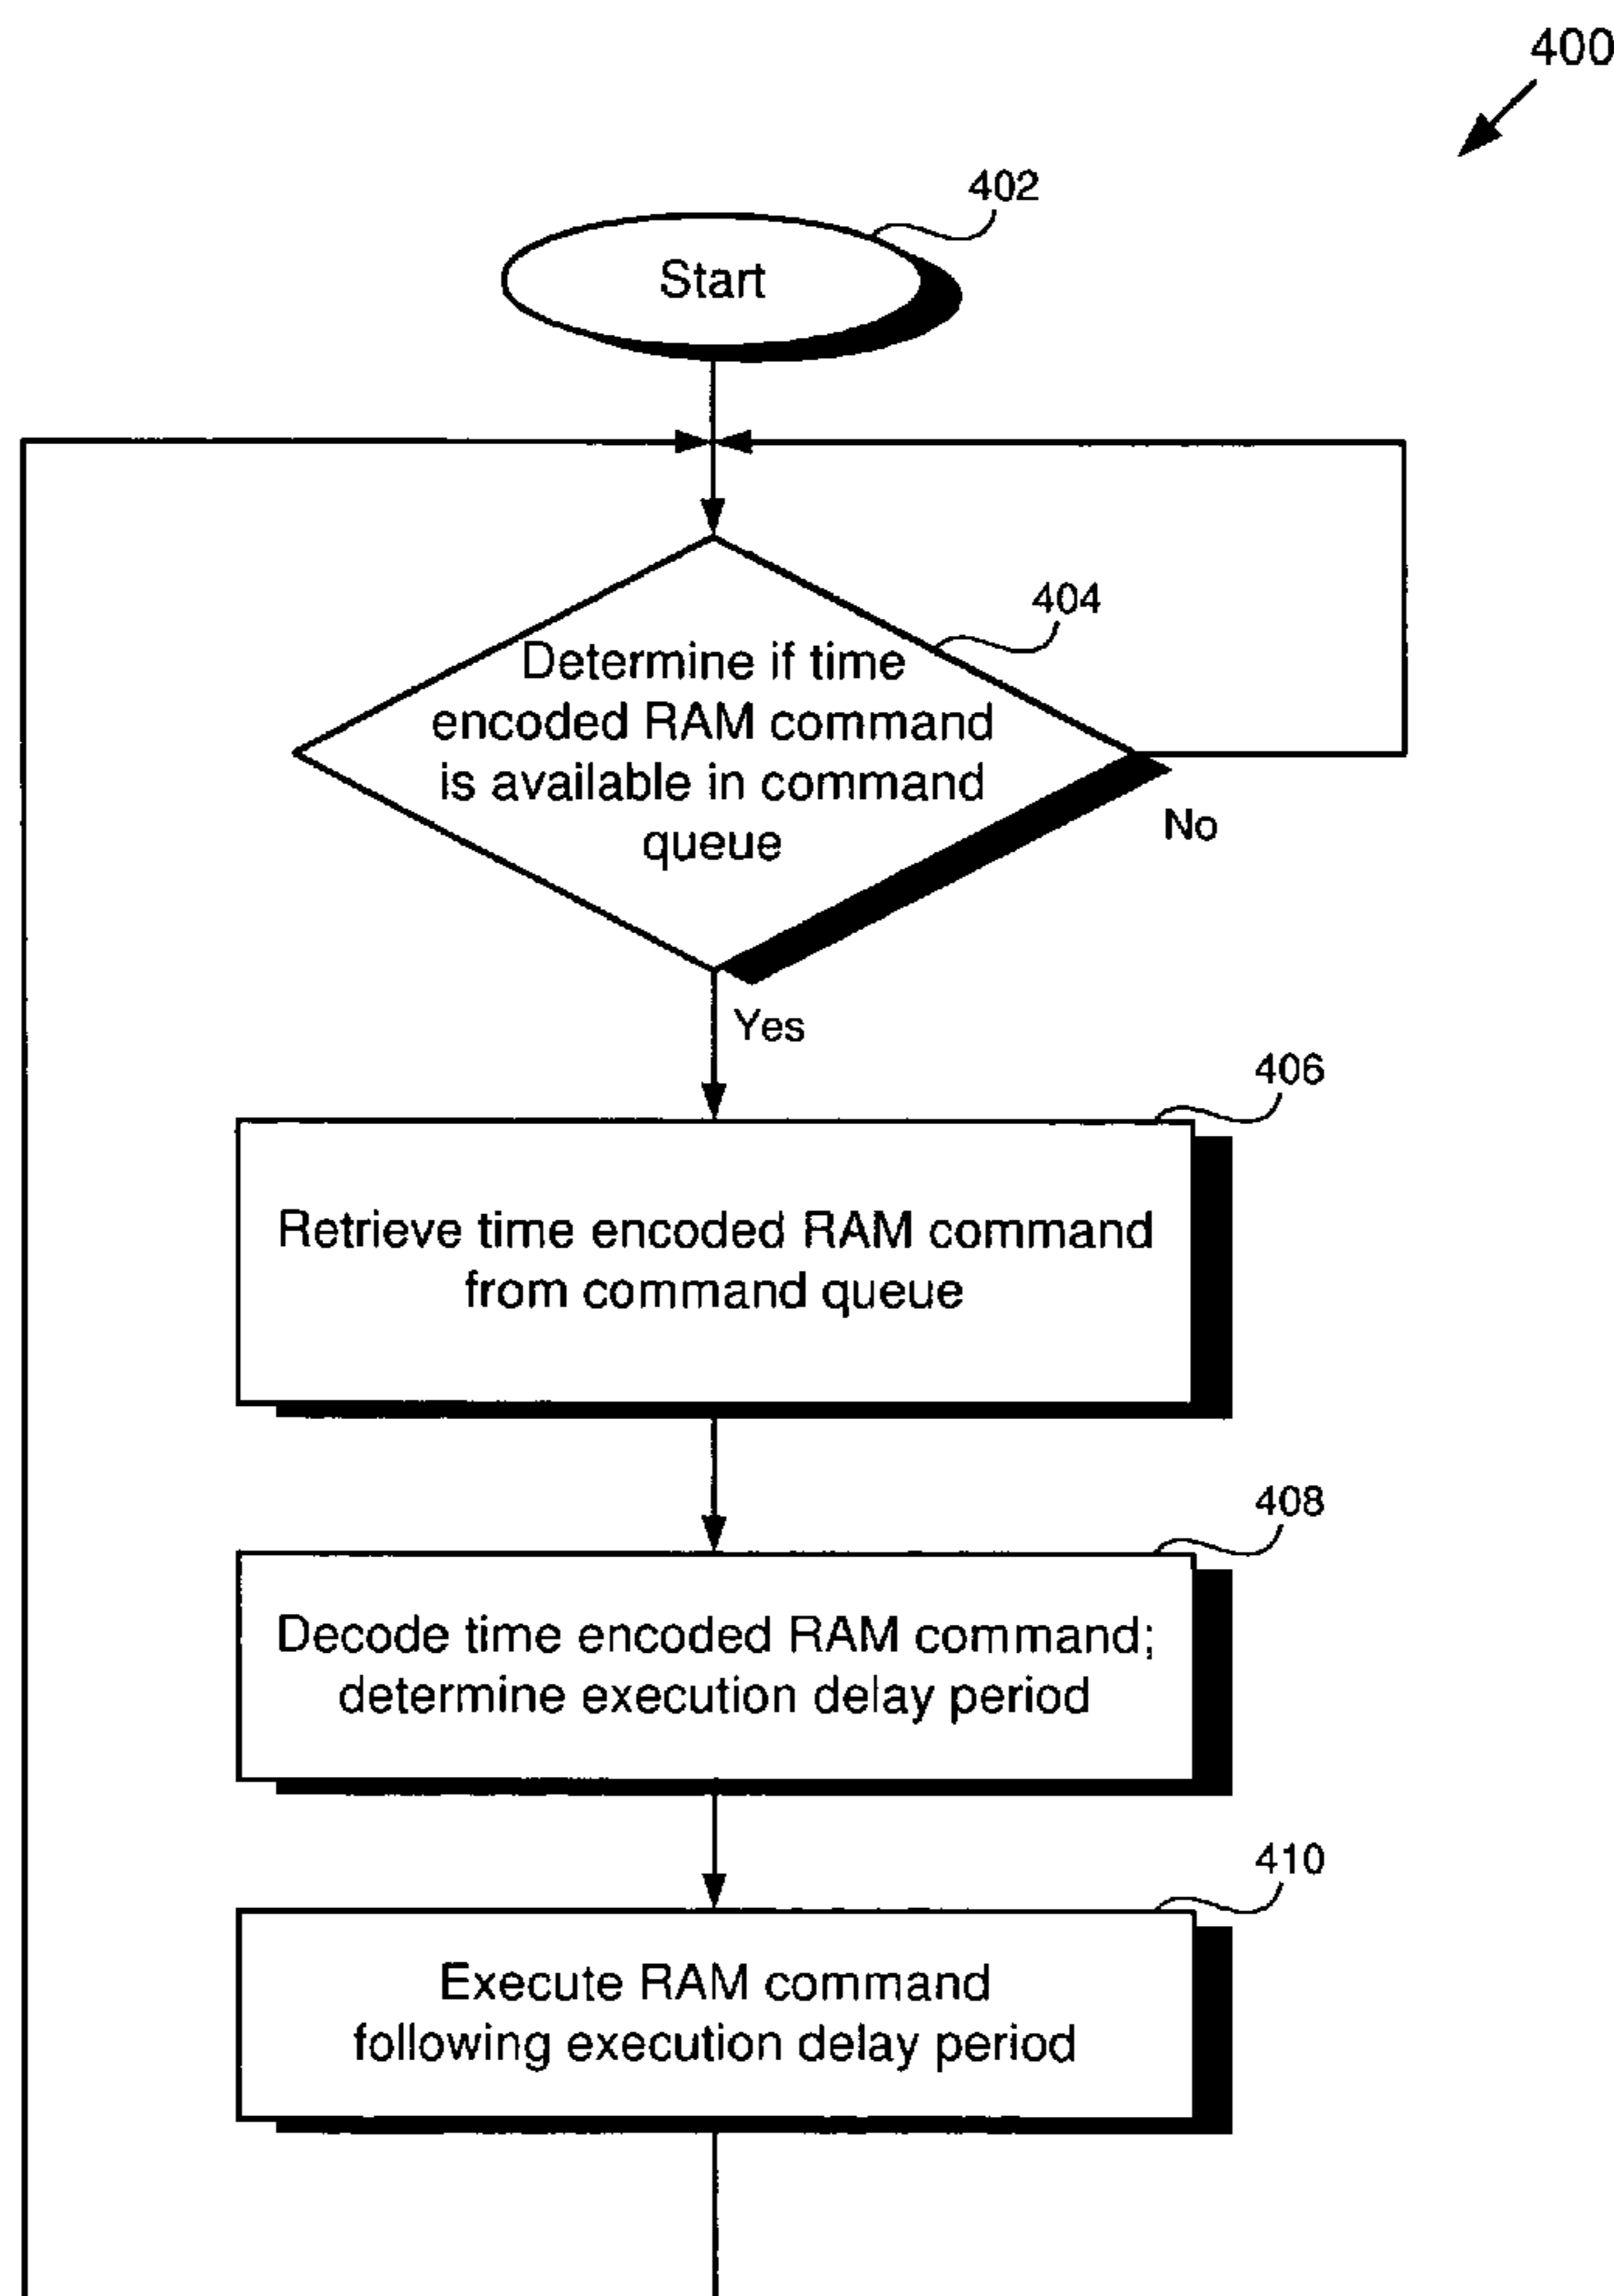 400
402
Start
404
Determine if time
encoded RAM command
is available in command
queue
No
Yes
406
Retrieve time encoded RAM command
from command queue
408
Decode time encoded RAM command;
determine execution delay period
410
Execute RAM command
following execution delay period